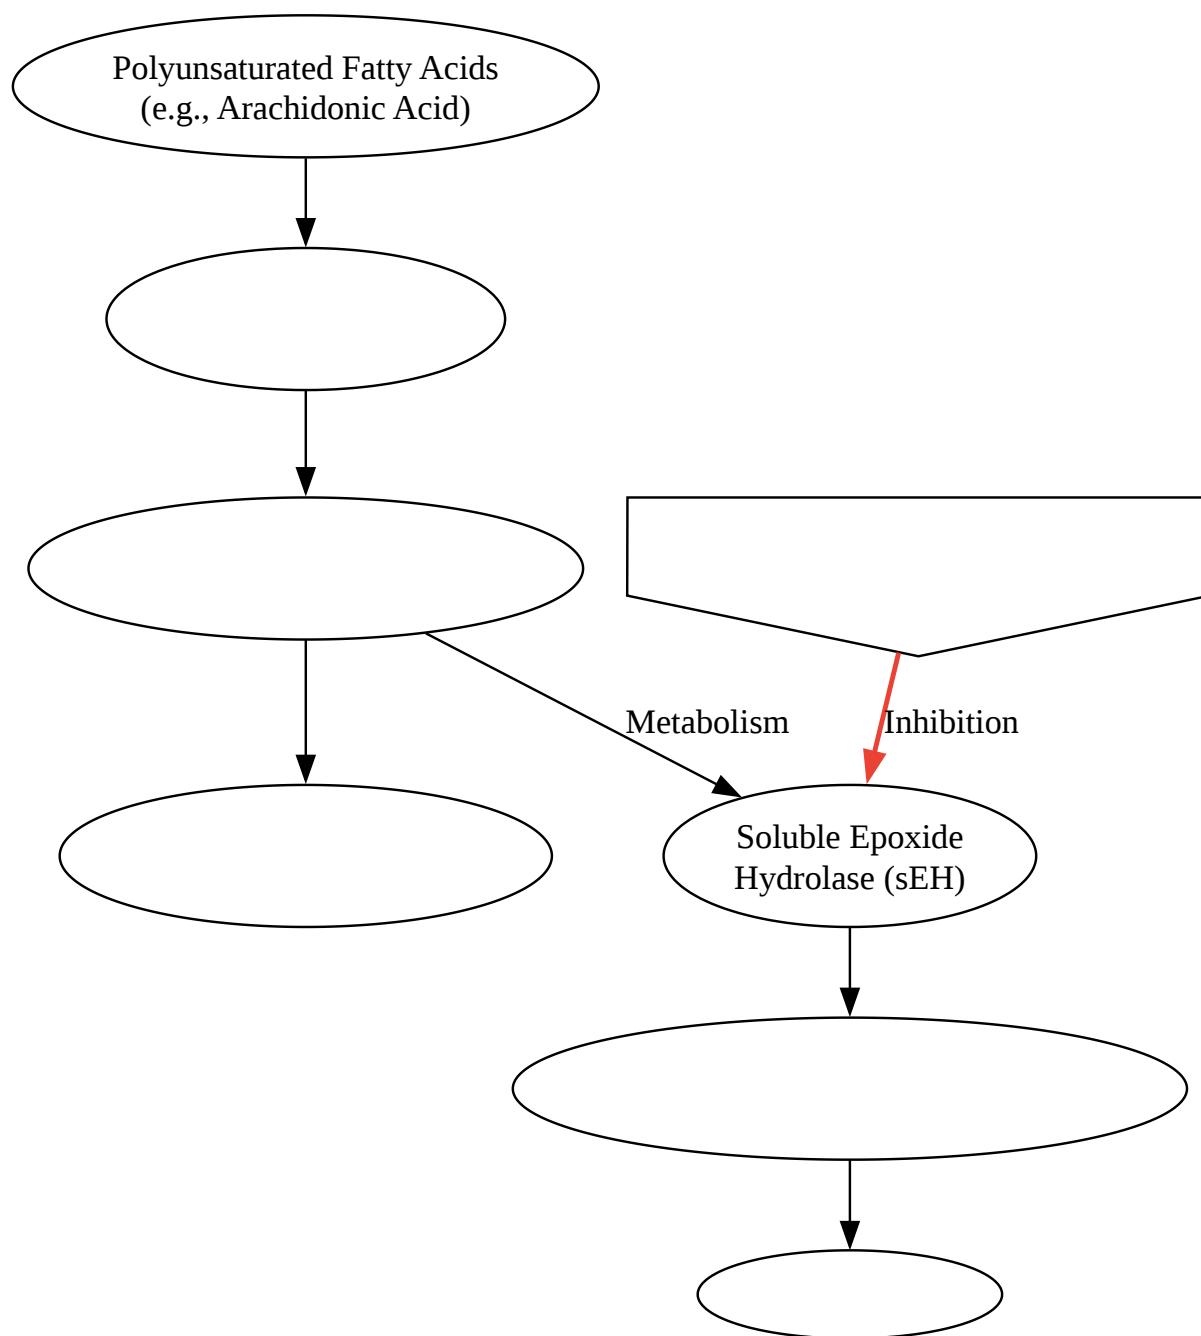 Polyunsaturated Fatty Acids
(e.g., Arachidonic Acid)
Metabolism
Inhibition
Soluble Epoxide
Hydrolase (sEH)